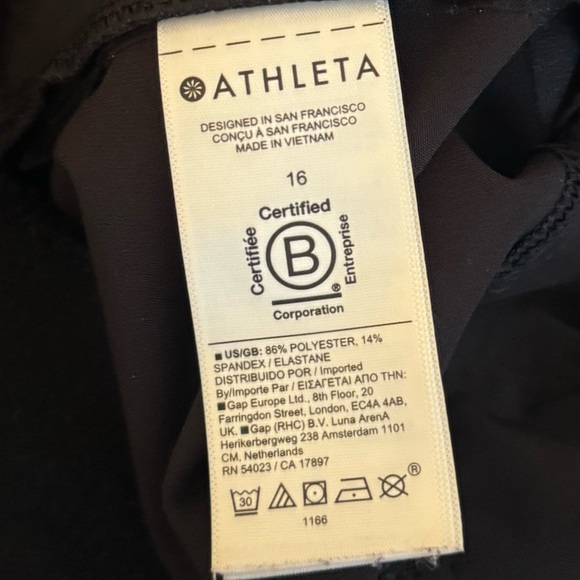 ATHLETA
DESIGNED IN SAN FRANCISCO
CONÇU À SAN FRANCISCO
MADE IN VIETNAM
16
Certified
Certifiée
B
Entreprise
®
Corporation
■ US/GB: 86% POLYESTER, 14%
SPANDEX / ELASTANE
DISTRIBUIDO POR / Imported
By/Importe Par / ΕΙΣΑΓΕΤΑΙ ΑΠΟ ΤΗΝ:
■Gap Europe Ltd., 8th Floor, 20
Farringdon Street, London, EC4A 4AB,
UK. ■Gap (RHC) B.V. Luna ArenA
Herikerbergweg 238 Amsterdam 1101
CM, Netherlands
RN 54023 / CA 17897
30
®
1166